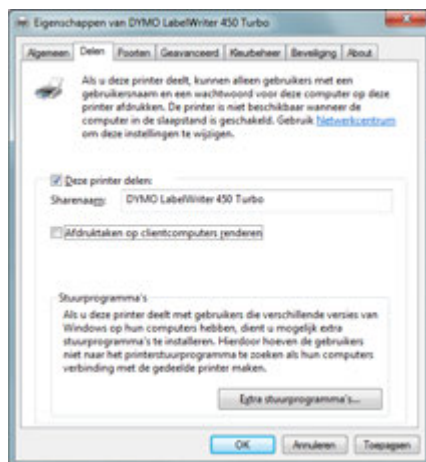 Eigenschappen van DYMO LabelWriter 450 Turbo
Algemeen Delen Poorten Geavanceerd Kleurbeheer Beveiliging About
Als u deze printer deelt, kunnen alleen gebruikers met een
gebruikersnaam en een wachtwoord voor deze computer op deze
printer afdrukken. De printer is niet beschikbaar wanneer de
computer in de slaapstand is geschakeld. Gebruik Netwerkcentrum
om deze instellingen te wijzigen.
Deze printer delen:
Sharenaam: DYMO LabelWriter 450 Turbo
Afdruktaken op clientcomputers renderen
Stuurprogramma's
Als u deze printer deelt met gebruikers die verschillende versies van
Windows op hun computers hebben, dient u mogelijk extra
stuurprogramma's te installeren. Hierdoor hoeven de gebruikers
niet naar het printerstuurprogramma te zoeken als hun computers
verbinding met de gedeelde printer maken.
Extra stuurprogramma's...
OK Annuleren Toepassen